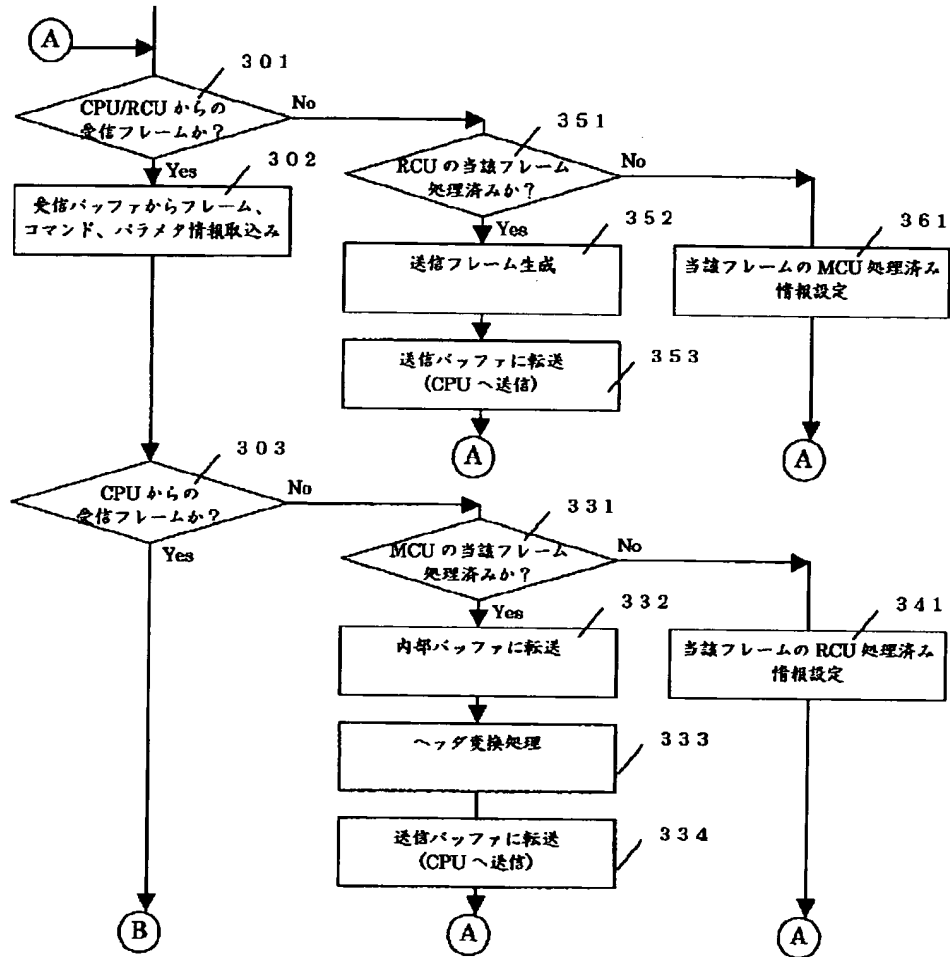 A
301
CPU/RCU からの
受信フレームか?
No
Yes
302
受信バッファからフレーム、
コマンド、パラメタ情報取込み
351
RCU の当該フレーム
処理済みか?
No
Yes
352
送信フレーム生成
361
当該フレームの MCU 処理済み
情報設定
送信バッファに転送
(CPU へ送信)
353
A
A
303
CPU からの
受信フレームか?
No
Yes
331
MCU の当該フレーム
処理済みか?
No
Yes
332
内部バッファに転送
341
当該フレームの RCU 処理済み
情報設定
ヘッダ変換処理
333
送信バッファに転送
(CPU へ送信)
334
B
A
A